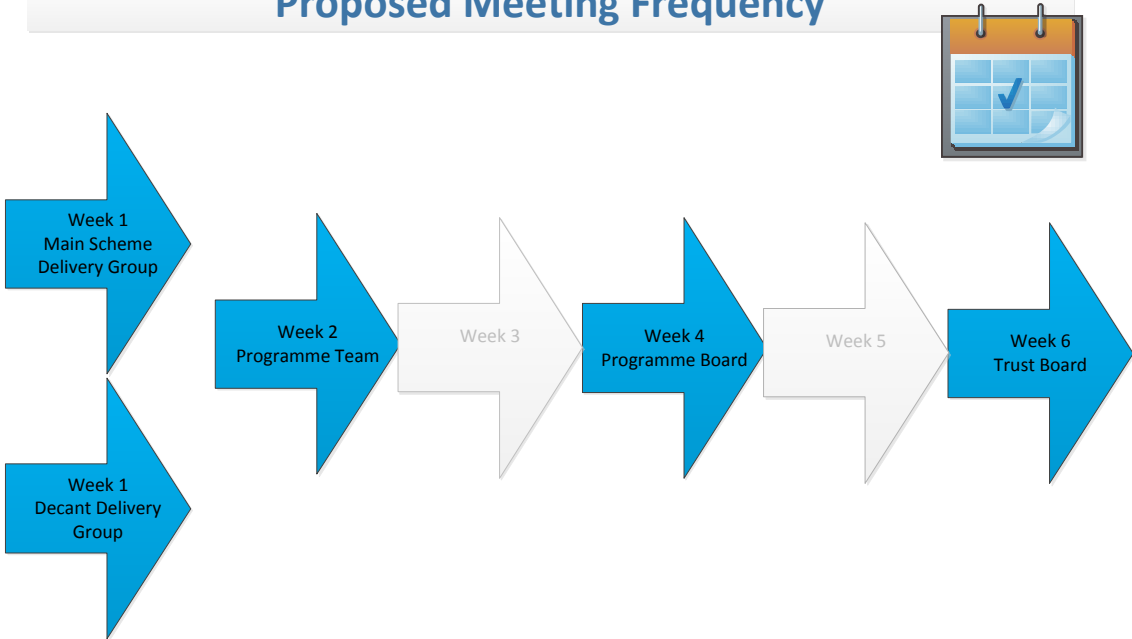 Proposed Meeting Frequency
Week 1
Main Scheme
Delivery Group
Week 1
Decant Delivery
Group
Week 2
Programme Team
Week 3
Week 4
Programme Board
Week 5
Week 6
Trust Board